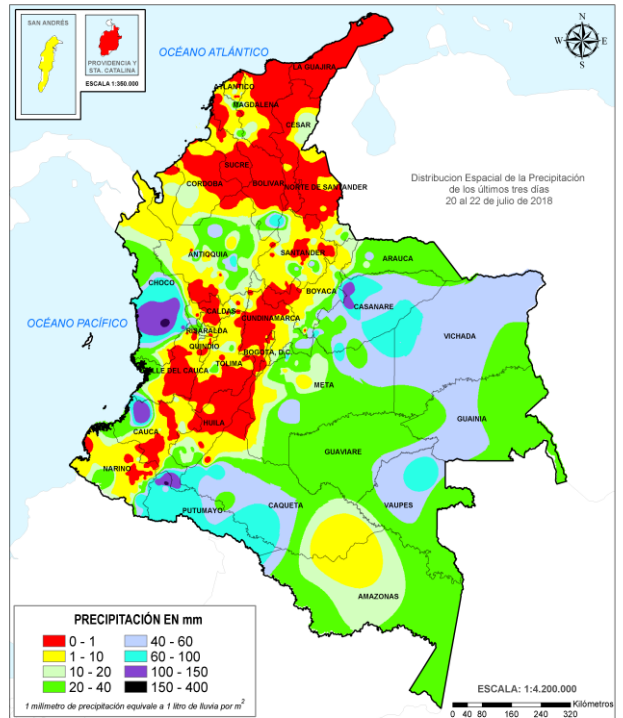 SAN ANDRÉS
PROVIDENCIA Y
STA. CATALINA
ESCALA 1:350.000
OCÉANO ATLÁNTICO
N
W
E
S
LA GUAJIRA
ATLANTICO
MAGDALENA
CESAR
Distribucion Espacial de la Precipitación
de los últimos tres días
20 al 22 de julio de 2018
SUCRE
CORDOBA
BOLIVAR
NORTE DE SANTANDER
ANTIOQUIA
SANTANDER
ARAUCA
CHOCO
BOYACA
CASANARE
OCÉANO PACÍFICO
CALDAS
CUNDINAMARCA
RISARALDA
VICHADA
QUINDIO
BOGOTA, D.C.
TOLIMA
VALLE DEL CAUCA
META
GUAINIA
HUILA
CAUCA
GUAVIARE
NARIÑO
CAQUETA
VAUPES
PUTUMAYO
AMAZONAS
PRECIPITACIÓN EN mm
0 - 1
40 - 60
1 - 10
60 - 100
10 - 20
100 - 150
20 - 40
150 - 400
1 milímetro de precipitación equivale a 1 litro de lluvia por m2
ESCALA: 1:4.200.000
Kilómetros
0 40 80 160 240 320